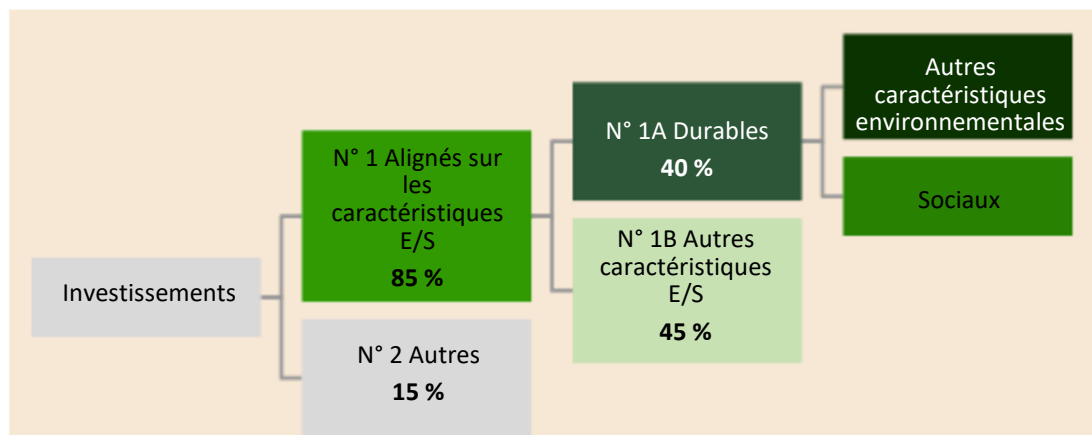 Investissements
N° 1 Alignés sur
les
caractéristiques
E/S
85 %
N° 2 Autres
15 %
N° 1A Durables
40 %
N° 1B Autres
caractéristiques
E/S
45 %
Autres
caractéristiques
environnementales
Sociaux